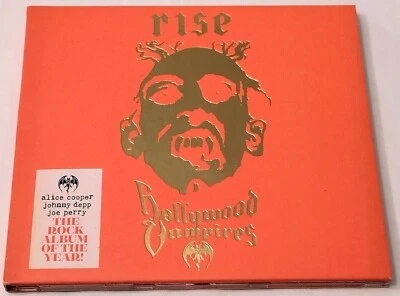 rise
Hollywood
Vampires
alice cooper
johnny depp
joe perry
THE
ROCK
ALBUM
OF THE
YEAR!